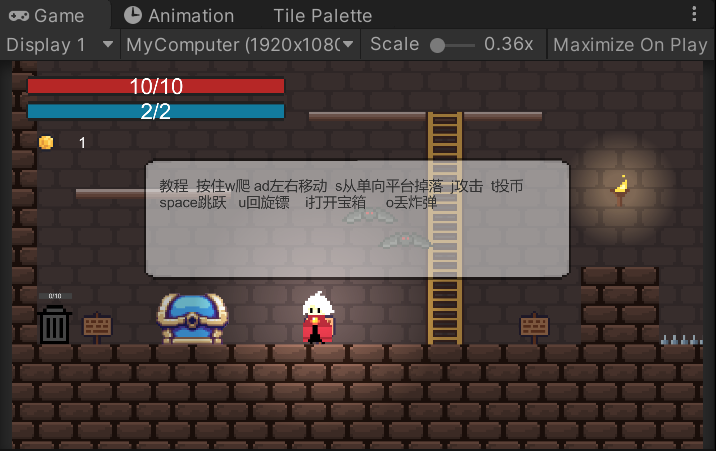 Game Animation Tile Palette
Display 1 MyComputer (1920x108 Scale 0.36x Maximize On Play
10/10
2/2
1
教程 按住w爬 ad左右移动 s从单向平台掉落 j攻击 t投币
space跳跃 u回旋镖 i打开宝箱 o丢炸弹
0/10